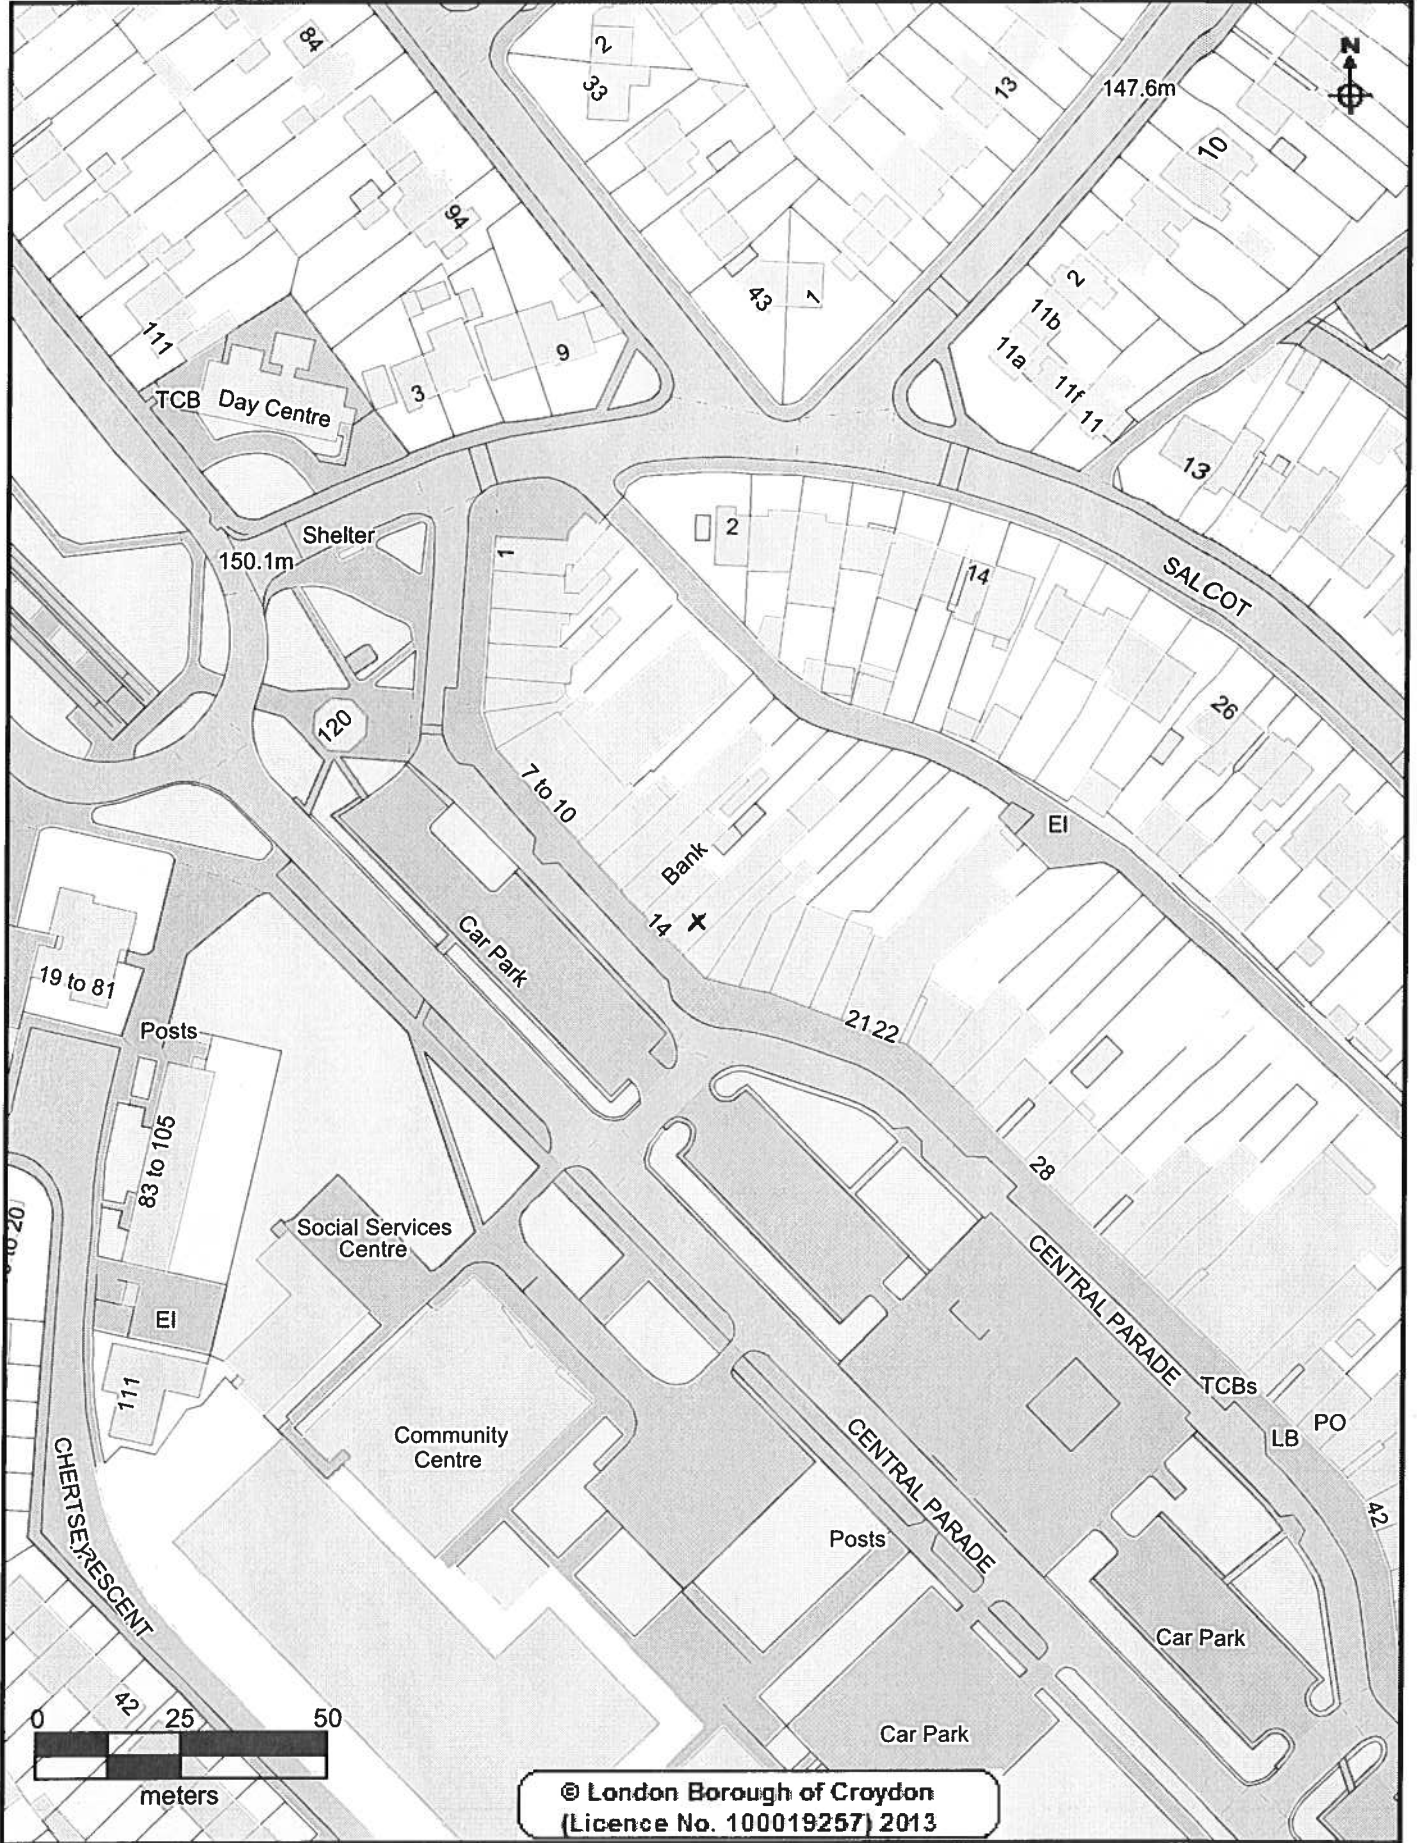 84
2
33
13
147.6m
N
10
94
43
1
2
11b
11a
11f
11
111
9
3
TCB
Day Centre
13
Shelter
150.1m
1
2
14
SALCOT
26
120
7 to 10
EI
Bank
14
Car Park
19 to 81
Posts
21 22
83 to 105
28
Social Services
Centre
EI
111
CENTRAL PARADE
TCBs
PO
LB
Community
Centre
CENTRAL PARADE
42
Posts
CHERTSEY
CRESCENT
Car Park
42
Car Park
0 25 50
meters
© London Borough of Croydon
(Licence No. 100019257) 2013